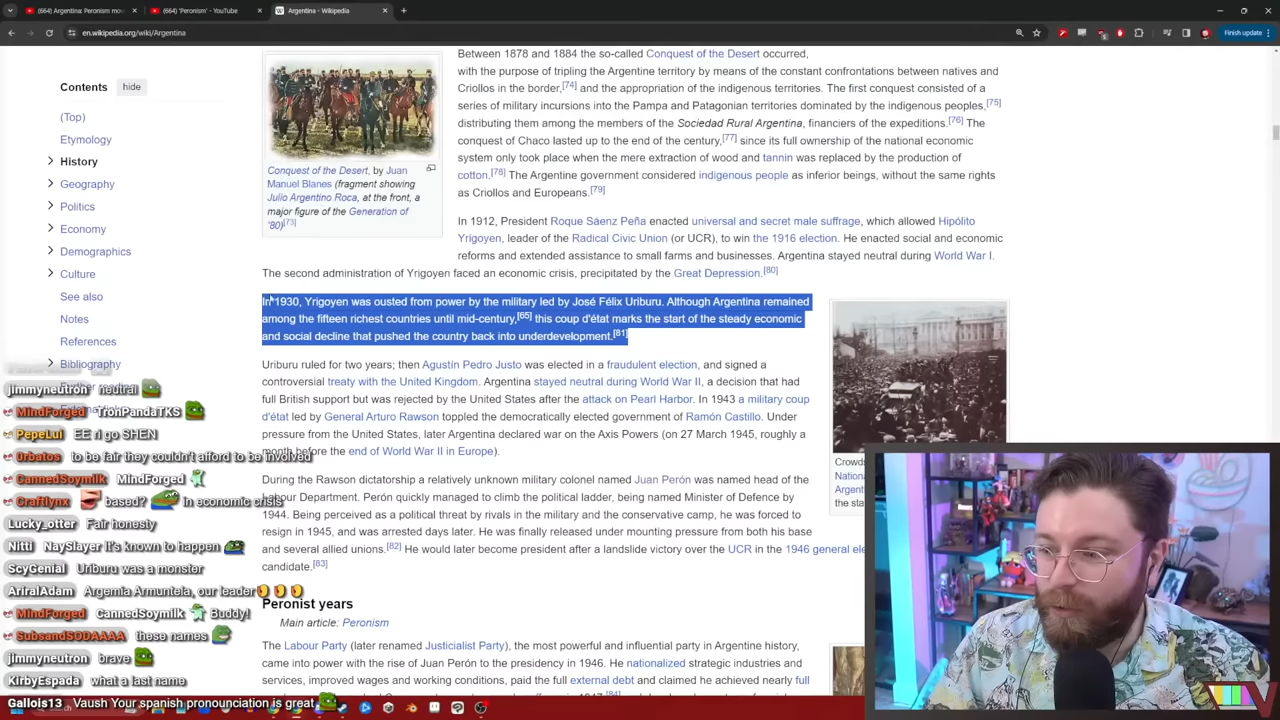 (664) Argentina: Peronism mov
(664) 'Peronism' - YouTube
Argentina - Wikipedia
en.wikipedia.org/wiki/Argentina
Finish update
Contents
hide
(Top)
Etymology
History
Geography
Politics
Economy
Demographics
Culture
See also
Notes
References
Bibliography
Conquest of the Desert, by Juan
Manuel Blanes (fragment showing
Julio Argentino Roca, at the front, a
major figure of the Generation of
'80)[73]
Between 1878 and 1884 the so-called Conquest of the Desert occurred,
with the purpose of tripling the Argentine territory by means of the constant confrontations between natives and
Criollos in the border,[74] and the appropriation of the indigenous territories. The first conquest consisted of a
series of military incursions into the Pampa and Patagonian territories dominated by the indigenous peoples,[75]
distributing them among the members of the Sociedad Rural Argentina, financiers of the expeditions.[76] The
conquest of Chaco lasted up to the end of the century,[77] since its full ownership of the national economic
system only took place when the mere extraction of wood and tannin was replaced by the production of
cotton.[78] The Argentine government considered indigenous people as inferior beings, without the same rights
as Criollos and Europeans.[79]
In 1912, President Roque Sáenz Peña enacted universal and secret male suffrage, which allowed Hipólito
Yrigoyen, leader of the Radical Civic Union (or UCR), to win the 1916 election. He enacted social and economic
reforms and extended assistance to small farms and businesses. Argentina stayed neutral during World War I.
The second administration of Yrigoyen faced an economic crisis, precipitated by the Great Depression.[80]
In 1930, Yrigoyen was ousted from power by the military led by José Félix Uriburu. Although Argentina remained
among the fifteen richest countries until mid-century,[65] this coup d'état marks the start of the steady economic
and social decline that pushed the country back into underdevelopment.[81]
Uriburu ruled for two years; then Agustín Pedro Justo was elected in a fraudulent election, and signed a
controversial treaty with the United Kingdom. Argentina stayed neutral during World War II, a decision that had
full British support but was rejected by the United States after the attack on Pearl Harbor. In 1943 a military coup
d'état led by General Arturo Rawson toppled the democratically elected government of Ramón Castillo. Under
pressure from the United States, later Argentina declared war on the Axis Powers (on 27 March 1945, roughly a
month before the end of World War II in Europe).
During the Rawson dictatorship a relatively unknown military colonel named Juan Perón was named head of the
Labour Department. Perón quickly managed to climb the political ladder, being named Minister of Defence by
1944. Being perceived as a political threat by rivals in the military and the conservative camp, he was forced to
resign in 1945, and was arrested days later. He was finally released under mounting pressure from both his base
and several allied unions.[82] He would later become president after a landslide victory over the UCR in the 1946 general ele
candidate.[83]
Peronist years
Main article: Peronism
The Labour Party (later renamed Justicialist Party), the most powerful and influential party in Argentine history,
came into power with the rise of Juan Perón to the presidency in 1946. He nationalized strategic industries and
services, improved wages and working conditions, paid the full external debt and claimed he achieved nearly full
Crowds
Nationa
Argenti
the sta
jimmyneutron neutral
MindForged TronPandaTKS
PepeLul EE ri go SHEN
Orbatos to be fair they couldn't afford to be involved
CannedSoymilk MindForged
Craftlynx based? in economic crisis
Lucky_otter Fair honesty
Nitti NaySlayer It's known to happen
ScyGenial Uriburu was a monster
AriralAdam Argemia Armuntela, our leader
MindForged CannedSoymilk Buddy!
SubsandSODAAAA these names
jimmyneutron brave
KirbyEspada what a last name
Gallois13 Vaush Your spanish pronounciation is great